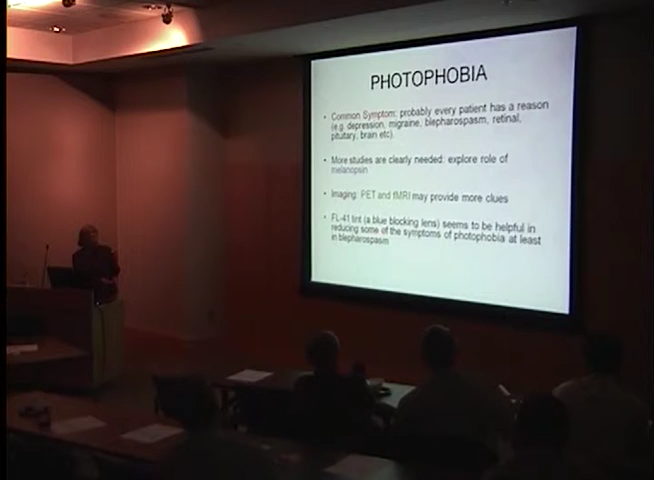 PHOTOPHOBIA
• Common Symptom: probably every patient has a reason
(e.g. depression, migraine, blepharospasm, retinal,
pituitary, brain etc).
• More studies are clearly needed: explore role of
melanopsin
• Imaging: PET and fMRI may provide more clues
• FL-41 tint (a blue blocking lens) seems to be helpful in
reducing some of the symptoms of photophobia at least
in blepharospasm